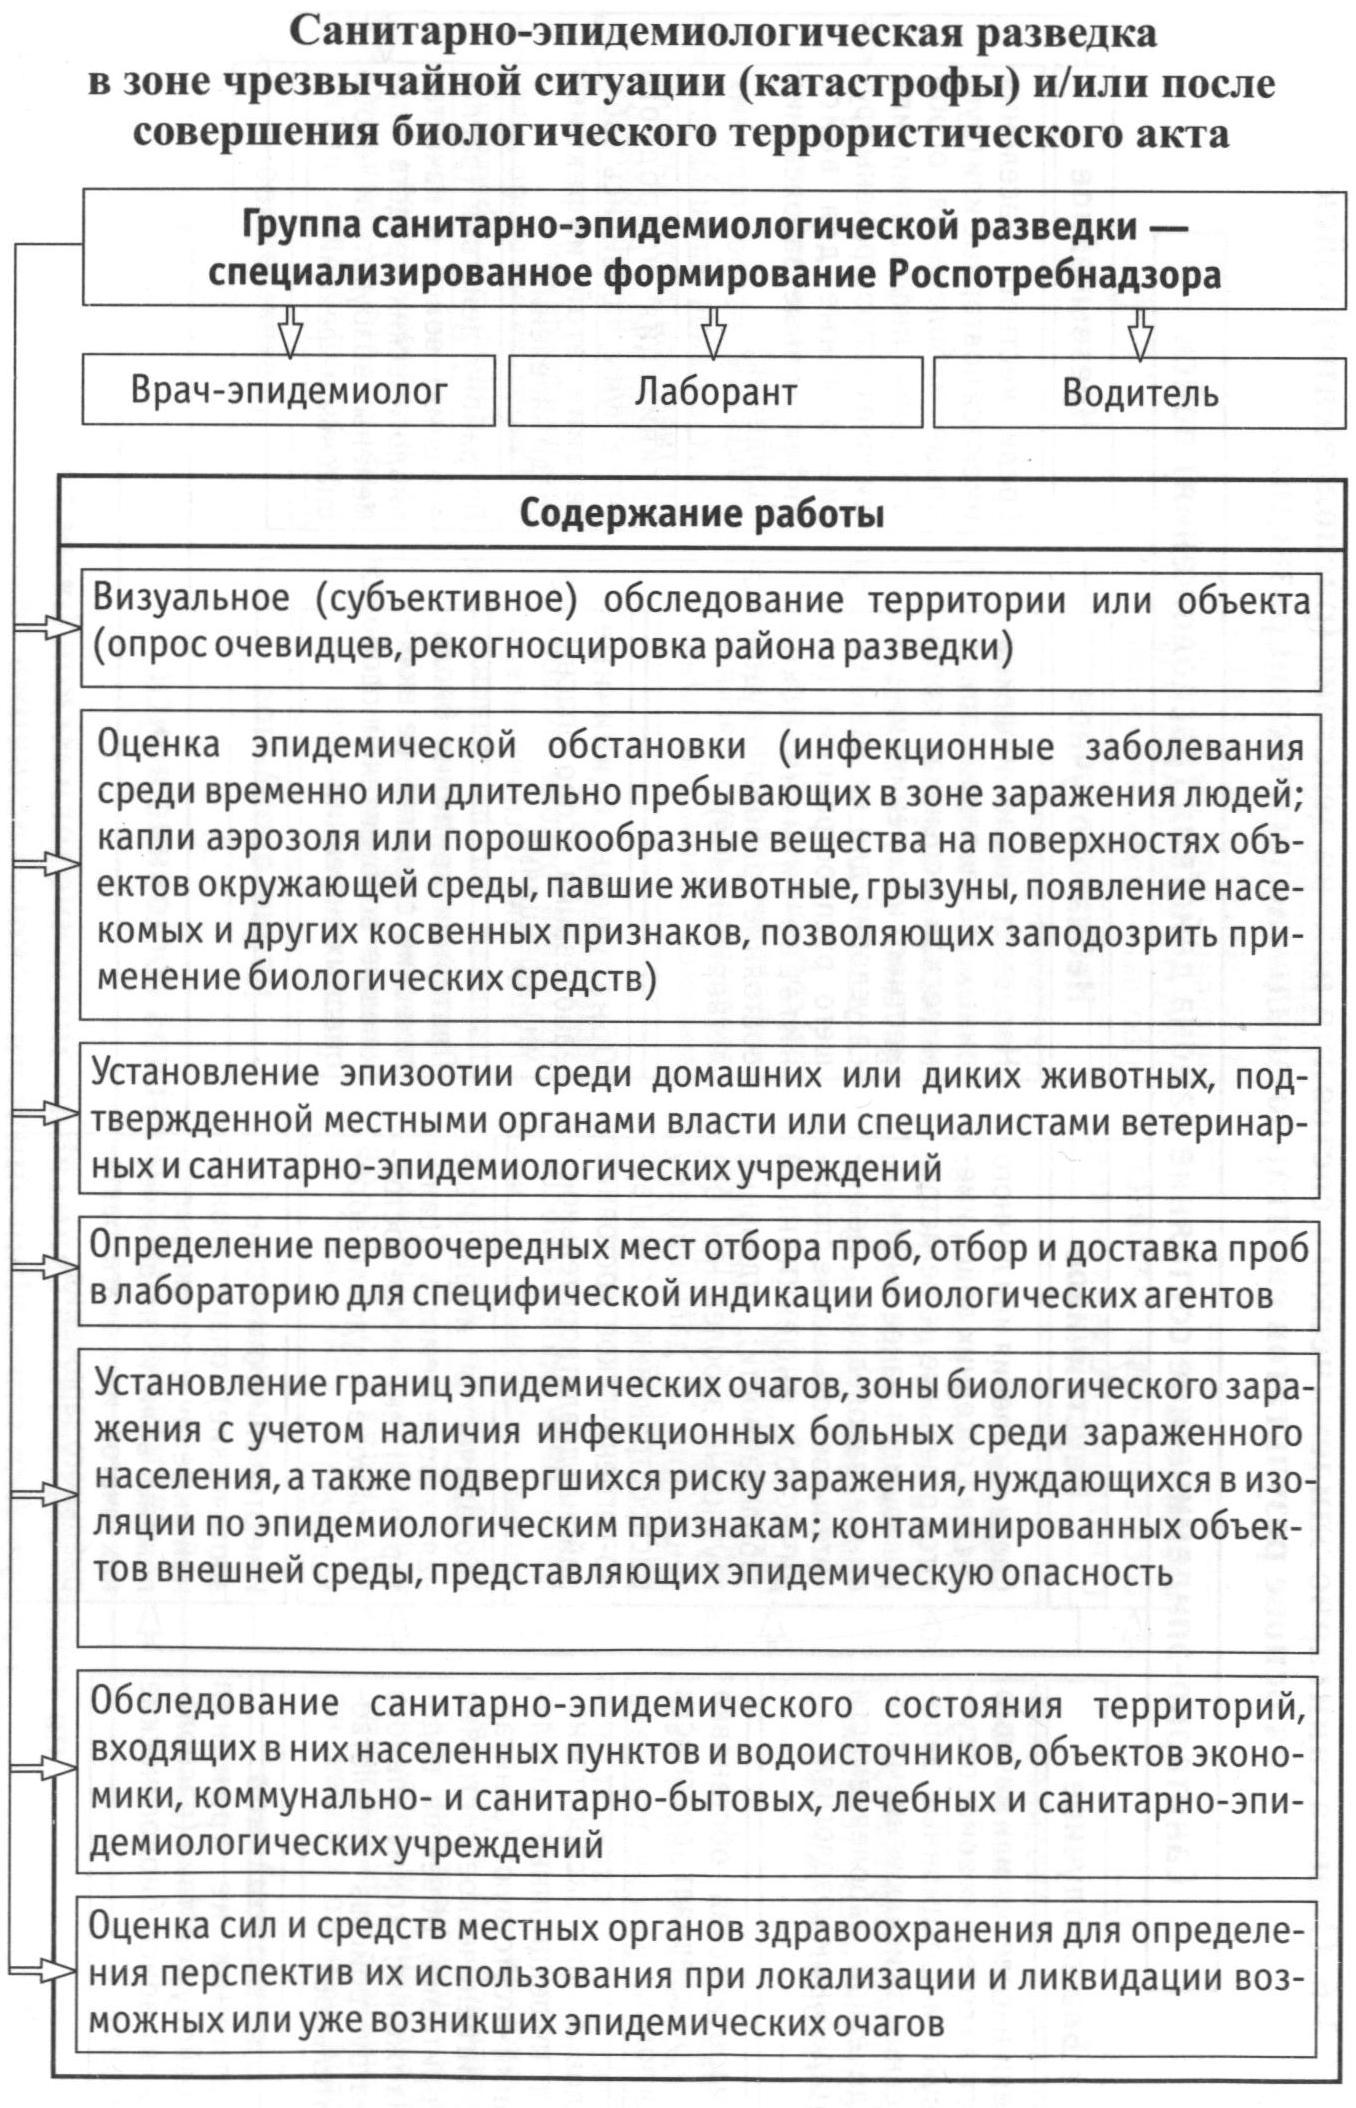 Санитарно-эпидемиологическая разведка
в зоне чрезвычайной ситуации (катастрофы) и/или после
совершения биологического террористического акта
Группа санитарно-эпидемиологической разведки —
специализированное формирование Роспотребнадзора
Врач-эпидемиолог
Лаборант
Водитель
Содержание работы
Визуальное (субъективное) обследование территории или объекта
(опрос очевидцев, рекогносцировка района разведки)
Оценка эпидемической обстановки (инфекционные заболевания
среди временно или длительно пребывающих в зоне заражения людей;
капли аэрозоля или порошкообразные вещества на поверхностях объ-
ектов окружающей среды, павшие животные, грызуны, появление насе-
комых и других косвенных признаков, позволяющих заподозрить при-
менение биологических средств)
Установление эпизоотии среди домашних или диких животных, под-
твержденной местными органами власти или специалистами ветеринар-
ных и санитарно-эпидемиологических учреждений
Определение первоочередных мест отбора проб, отбор и доставка проб
в лабораторию для специфической индикации биологических агентов
Установление границ эпидемических очагов, зоны биологического зара-
жения с учетом наличия инфекционных больных среди зараженного
населения, а также подвергшихся риску заражения, нуждающихся в изо-
ляции по эпидемиологическим признакам; контаминированных объек-
тов внешней среды, представляющих эпидемическую опасность
Обследование санитарно-эпидемического состояния территорий,
входящих в них населенных пунктов и водоисточников, объектов эконо-
мики, коммунально- и санитарно-бытовых, лечебных и санитарно-эпи-
демиологических учреждений
Оценка сил и средств местных органов здравоохранения для определе-
ния перспектив их использования при локализации и ликвидации воз-
можных или уже возникших эпидемических очагов